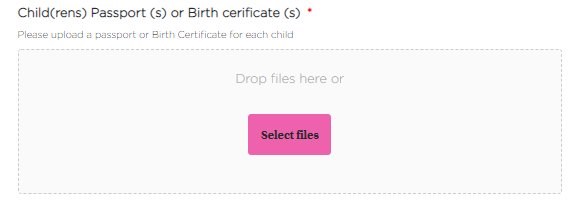 Child(rens) Passport (s) or Birth cerificate (s) *
Please upload a passport or Birth Certificate for each child
Drop files here or
Select files